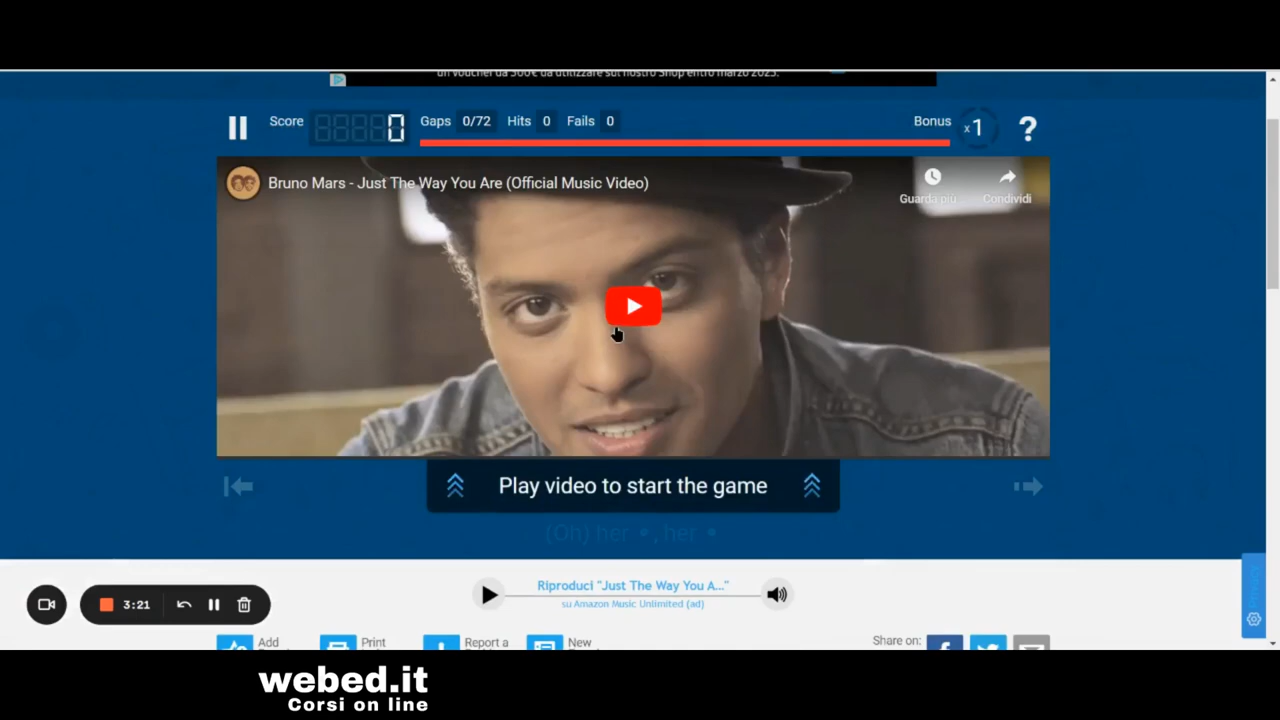 un voucher da 300€ da utilizzare sul nostro Shop entro marzo 2023.
Score 0 Gaps 0/72 Hits 0 Fails 0 Bonus x1 ?
Bruno Mars - Just The Way You Are (Official Music Video)
Guarda più Condividi
Play video to start the game
(Oh) her •, her •
Riproduci "Just The Way You A..."
su Amazon Music Unlimited (ad)
3:21
Add Print Report a New Share on:
webed.it
Corsi on line